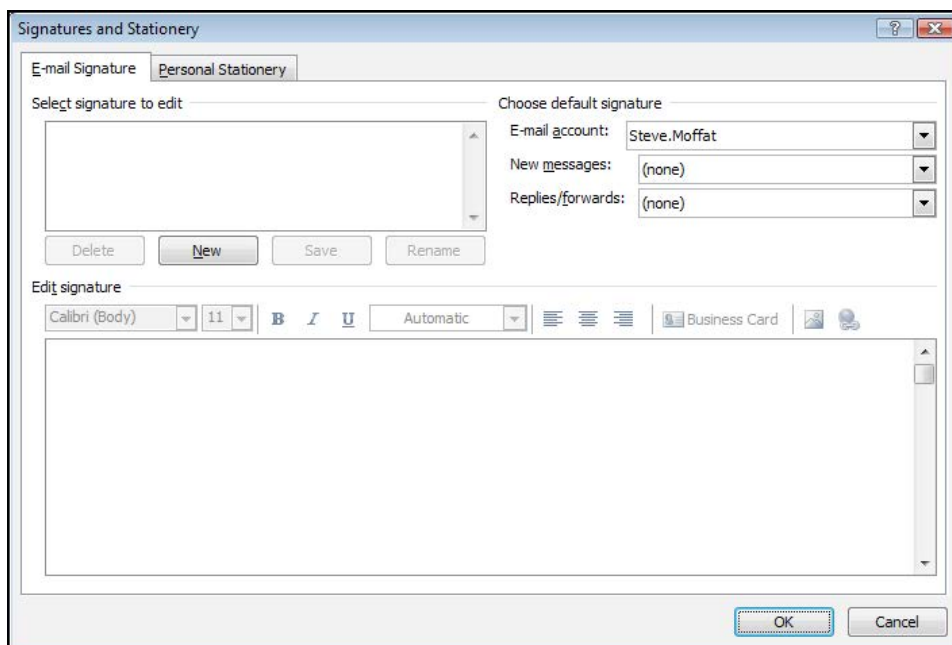 Signatures and Stationery
E-mail Signature
Personal Stationery
Select signature to edit
Choose default signature
E-mail account:
Steve.Moffat
New messages:
(none)
Replies/forwards:
(none)
Delete
New
Save
Rename
Edit signature
Calibri (Body)
11
B
I
U
Automatic
Business Card
OK
Cancel